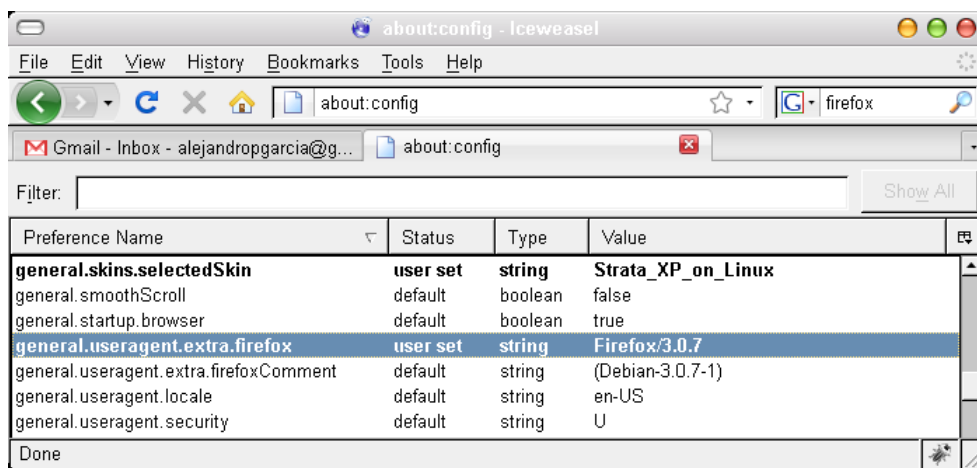 about:config - Iceweasel
File Edit View History Bookmarks Tools Help
about:config G firefox
Gmail - Inbox - alejandropgarcia@g... about:config
Filter: Show All
Preference Name Status Type Value
general.skins.selectedSkin user set string Strata_XP_on_Linux
general.smoothScroll default boolean false
general.startup.browser default boolean true
general.useragent.extra.firefox user set string Firefox/3.0.7
general.useragent.extra.firefoxComment default string (Debian-3.0.7-1)
general.useragent.locale default string en-US
general.useragent.security default string U
Done